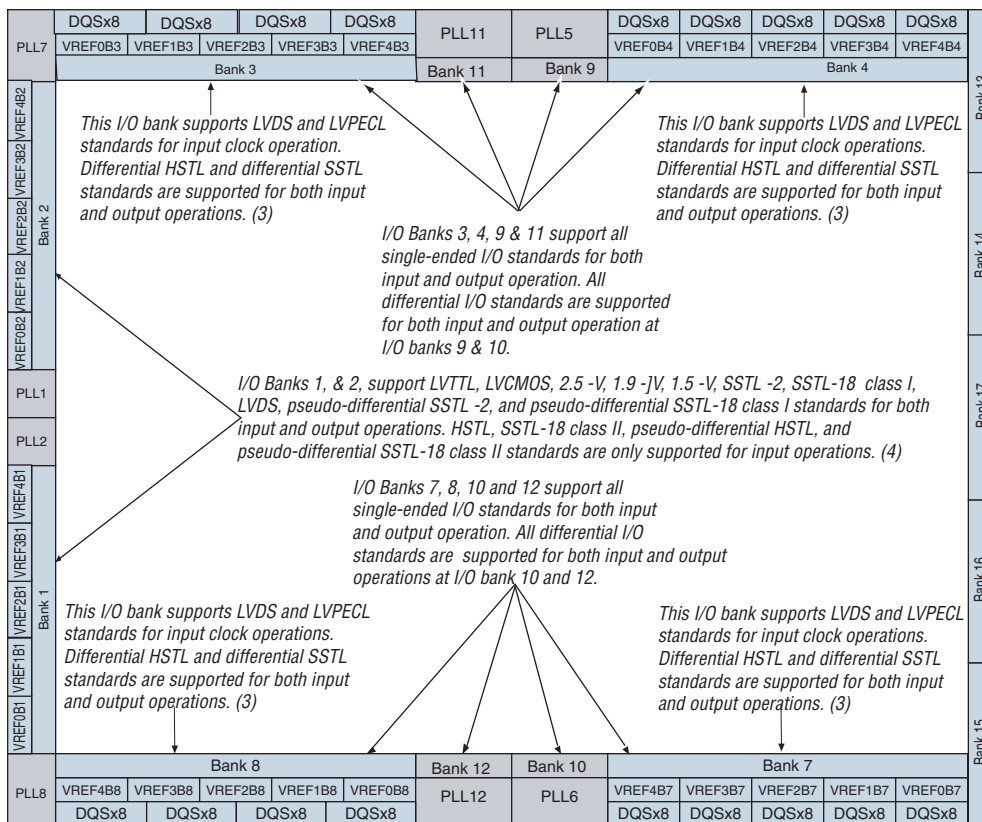 DQSx8 DQSx8 DQSx8 DQSx8 PLL11 PLL5 DQSx8 DQSx8 DQSx8 DQSx8 DQSx8
PLL7 VREF0B3 VREF1B3 VREF2B3 VREF3B3 VREF4B3 VREF0B4 VREF1B4 VREF2B4 VREF3B4 VREF4B4
Bank 3 Bank 11 Bank 9 Bank 4
VREF4B2
VREF3B2
VREF2B2
VREF1B2
VREF0B2
Bank 2
This I/O bank supports LVDS and LVPECL
standards for input clock operation.
Differential HSTL and differential SSTL
standards are supported for both input
and output operations. (3)
This I/O bank supports LVDS and LVPECL
standards for input clock operations.
Differential HSTL and differential SSTL
standards are supported for both input
and output operations. (3)
Bank 13
Bank 14
Bank 17
Bank 16
Bank 15
I/O Banks 3, 4, 9 & 11 support all
single-ended I/O standards for both
input and output operation. All
differential I/O standards are supported
for both input and output operation at
I/O banks 9 & 10.
PLL1
PLL2
I/O Banks 1, & 2, support LVTTL, LVCMOS, 2.5 -V, 1.9 -]V, 1.5 -V, SSTL -2, SSTL-18 class I,
LVDS, pseudo-differential SSTL -2, and pseudo-differential SSTL-18 class I standards for both
input and output operations. HSTL, SSTL-18 class II, pseudo-differential HSTL, and
pseudo-differential SSTL-18 class II standards are only supported for input operations. (4)
VREF4B1
VREF3B1
VREF2B1
VREF1B1
VREF0B1
Bank 1
I/O Banks 7, 8, 10 and 12 support all
single-ended I/O standards for both input
and output operation. All differential I/O
standards are supported for both input and output
operations at I/O bank 10 and 12.
This I/O bank supports LVDS and LVPECL
standards for input clock operations.
Differential HSTL and differential SSTL
standards are supported for both input
and output operations. (3)
This I/O bank supports LVDS and LVPECL
standards for input clock operations.
Differential HSTL and differential SSTL
standards are supported for both input
and output operations. (3)
Bank 8 Bank 12 Bank 10 Bank 7
PLL8 VREF4B8 VREF3B8 VREF2B8 VREF1B8 VREF0B8 PLL12 PLL6 VREF4B7 VREF3B7 VREF2B7 VREF1B7 VREF0B7
DQSx8 DQSx8 DQSx8 DQSx8 DQSx8 DQSx8 DQSx8 DQSx8 DQSx8